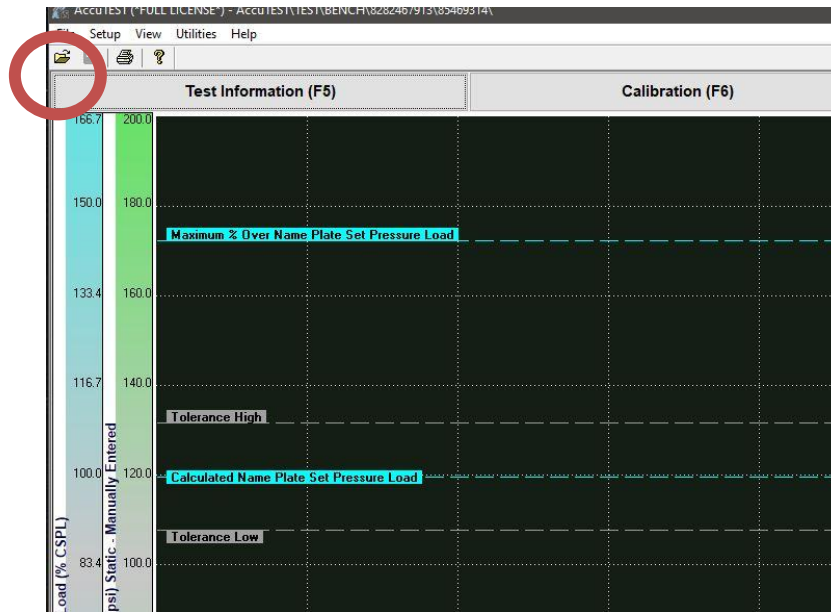 AccuTEST (*FULL LICENSE*) - AccuTEST\TEST\BENCH\8282467913\85469314\
File Setup View Utilities Help
Test Information (F5) Calibration (F6)
166.7 200.0
150.0 180.0
Maximum % Over Name Plate Set Pressure Load
133.4 160.0
116.7 140.0
Tolerance High
100.0 120.0
Calculated Name Plate Set Pressure Load
Tolerance Low
83.4 100.0
Load (% CSPL)
psi) Static - Manually Entered